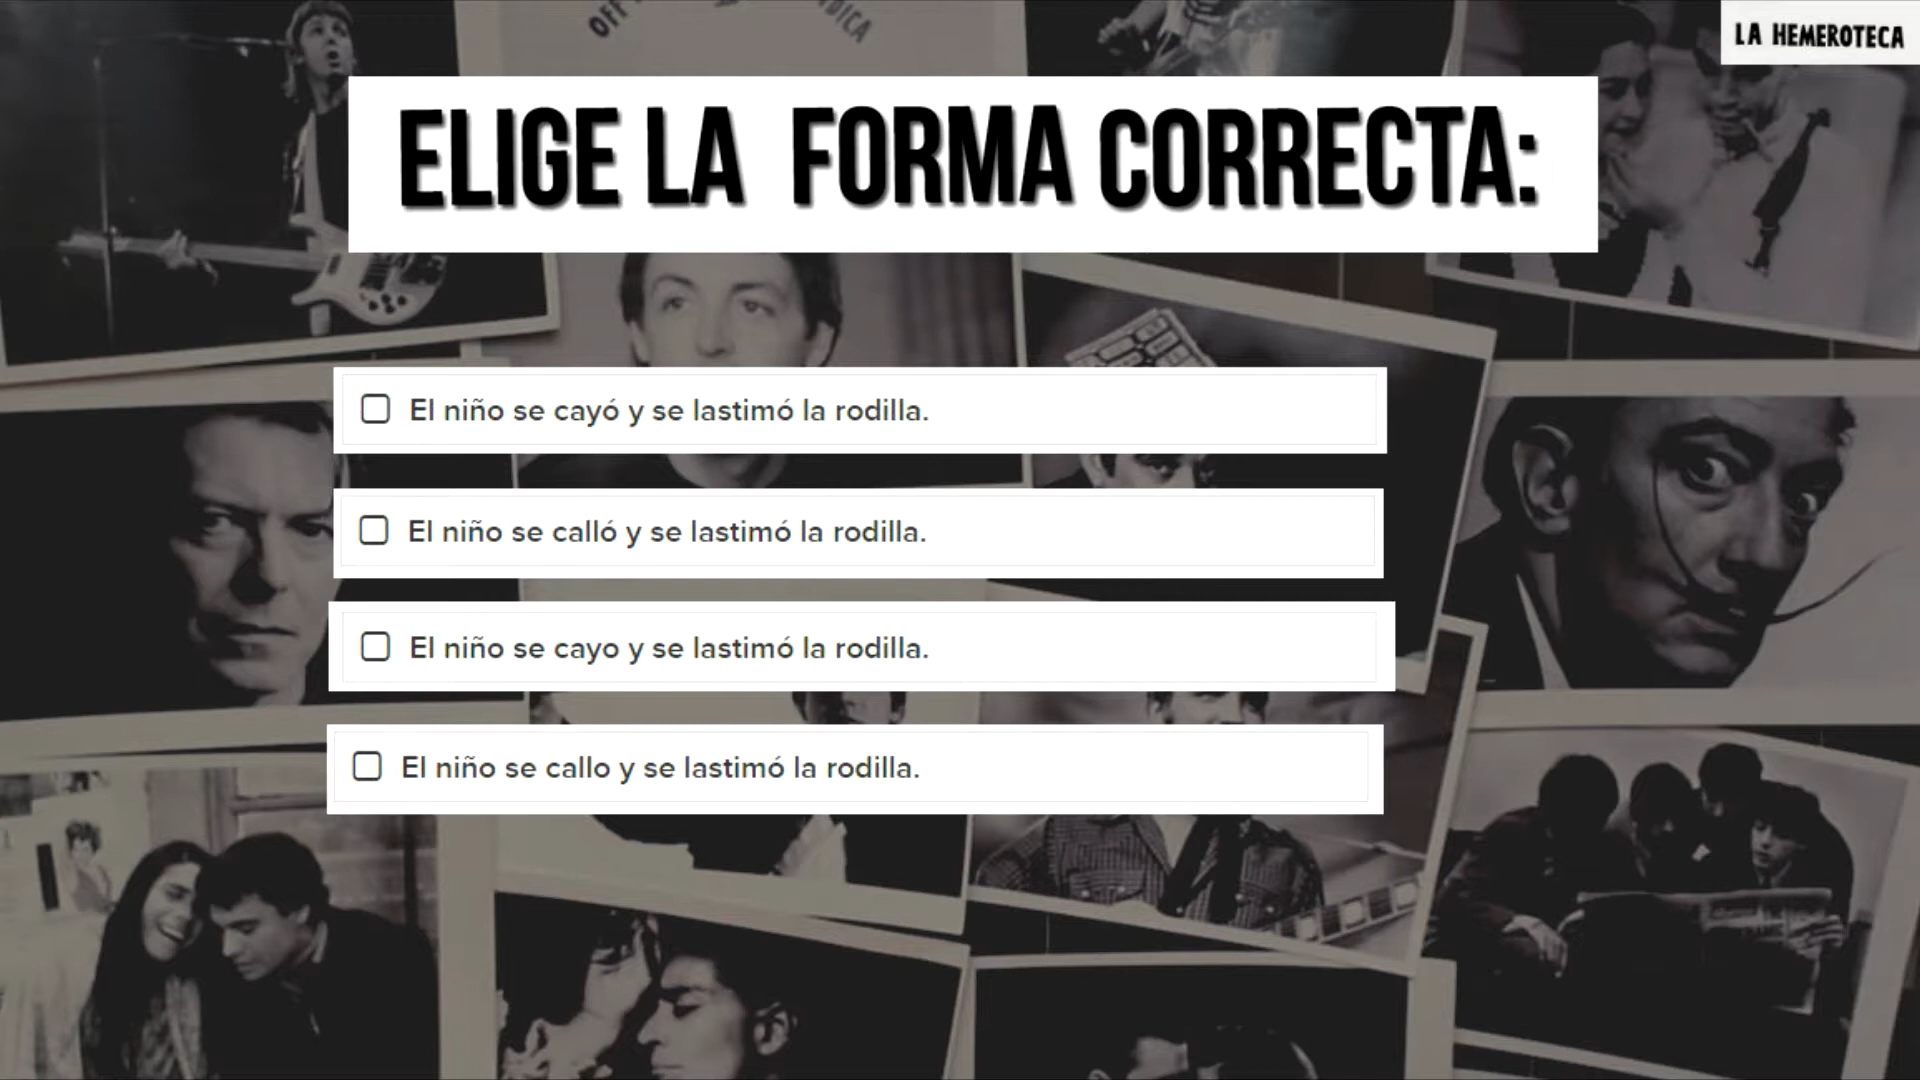 LA HEMEROTECA
ELIGE LA FORMA CORRECTA:
El niño se cayó y se lastimó la rodilla.
El niño se calló y se lastimó la rodilla.
El niño se cayo y se lastimó la rodilla.
El niño se callo y se lastimó la rodilla.